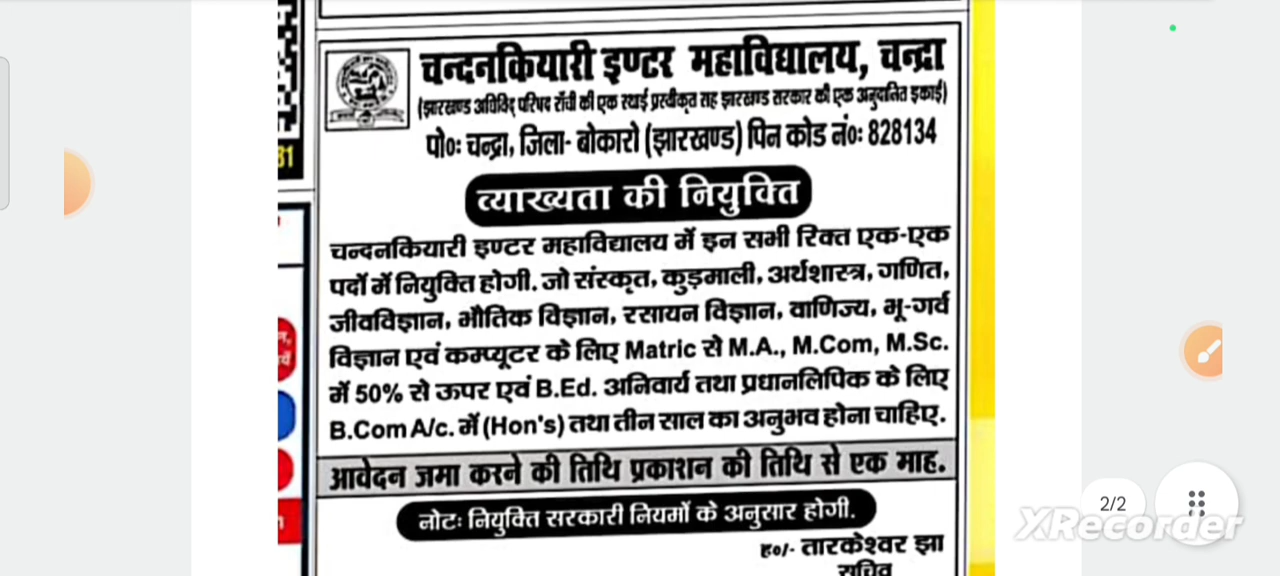 चन्दनकियारी इण्टर महाविद्यालय, चन्द्रा
(झारखण्ड अधिविद परिषद राँची की एक स्थाई प्रस्वीकृत सह झारखण्ड सरकार की एक अनुदानित इकाई)
पो०: चन्द्रा, जिला- बोकारो (झारखण्ड) पिन कोड नं०: 828134
31
व्याख्यता की नियुक्ति
चन्दनकियारी इण्टर महाविद्यालय में इन सभी रिक्त एक-एक
पदों में नियुक्ति होगी. जो संस्कृत, कुड़माली, अर्थशास्त्र, गणित,
जीवविज्ञान, भौतिक विज्ञान, रसायन विज्ञान, वाणिज्य, भू-गर्व
विज्ञान एवं कम्प्यूटर के लिए Matric से M.A., M.Com, M.Sc.
में 50% से ऊपर एवं B.Ed. अनिवार्य तथा प्रधानलिपिक के लिए
B.Com A/c. में (Hon's) तथा तीन साल का अनुभव होना चाहिए.
आवेदन जमा करने की तिथि प्रकाशन की तिथि से एक माह.
नोट: नियुक्ति सरकारी नियमों के अनुसार होगी.
ह०/- तारकेश्वर झा
सचिव
2/2
XRecorder